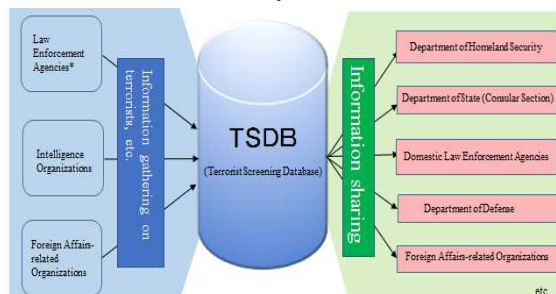 Law
Enforcement
Agencies*
Intelligence
Organizations
Foreign Affair-
related
Organizations
Information gathering on
terrorists, etc.
TSDB
(Terrorist Screening Database)
Information sharing
Department of Homeland Security
Department of State (Consular Section)
Domestic Law Enforcement Agencies
Department of Defense
Foreign Affair-related Organizations
etc